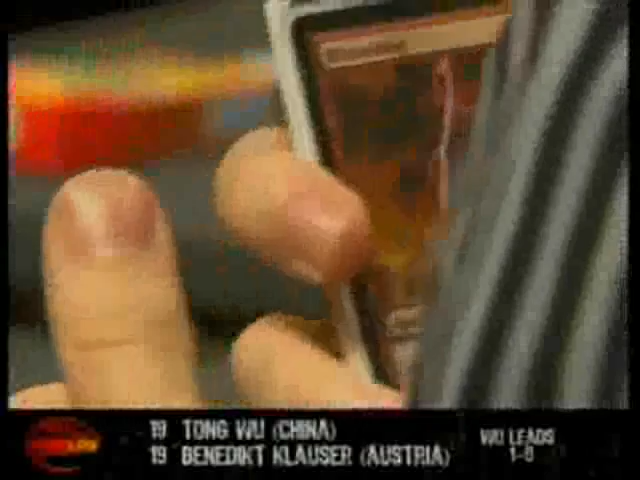 19 TONG WU (CHINA)
19 BENEDIKT KLAUSER (AUSTRIA)
WU LEADS
1-0